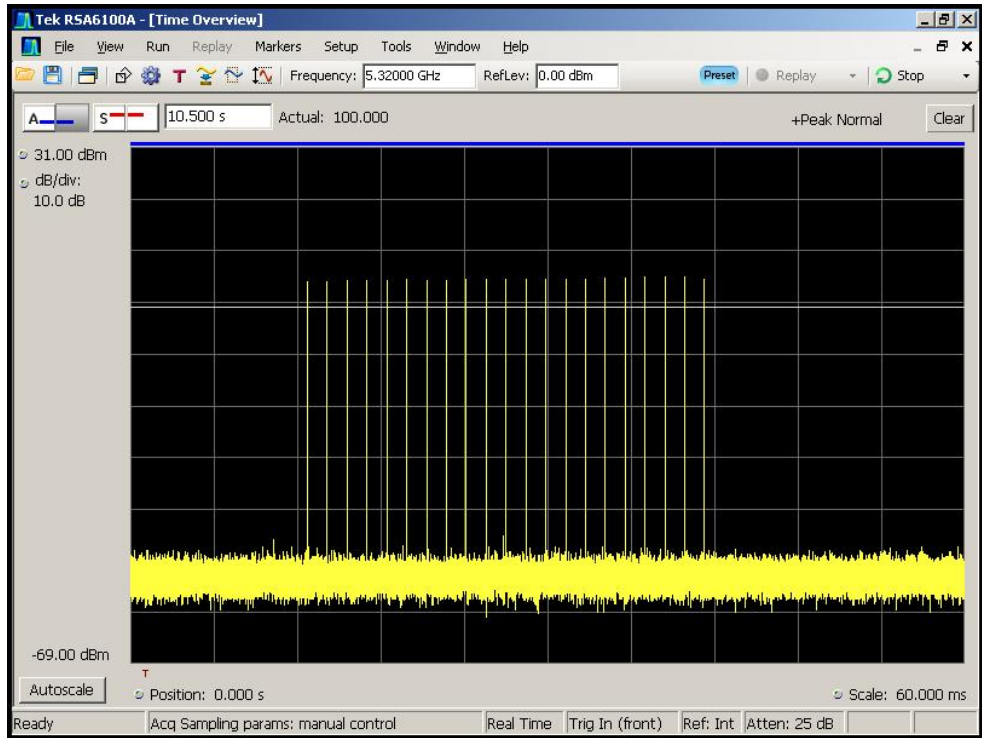 Tek RSA6100A - [Time Overview]
File View Run Replay Markers Setup Tools Window Help
Frequency: 5.32000 GHz RefLev: 0.00 dBm Preset Replay Stop
A S 10.500 s Actual: 100.000 +Peak Normal Clear
31.00 dBm
dB/div:
10.0 dB
-69.00 dBm
T
Autoscale Position: 0.000 s Scale: 60.000 ms
Ready Acq Sampling params: manual control Real Time Trig In (front) Ref: Int Atten: 25 dB